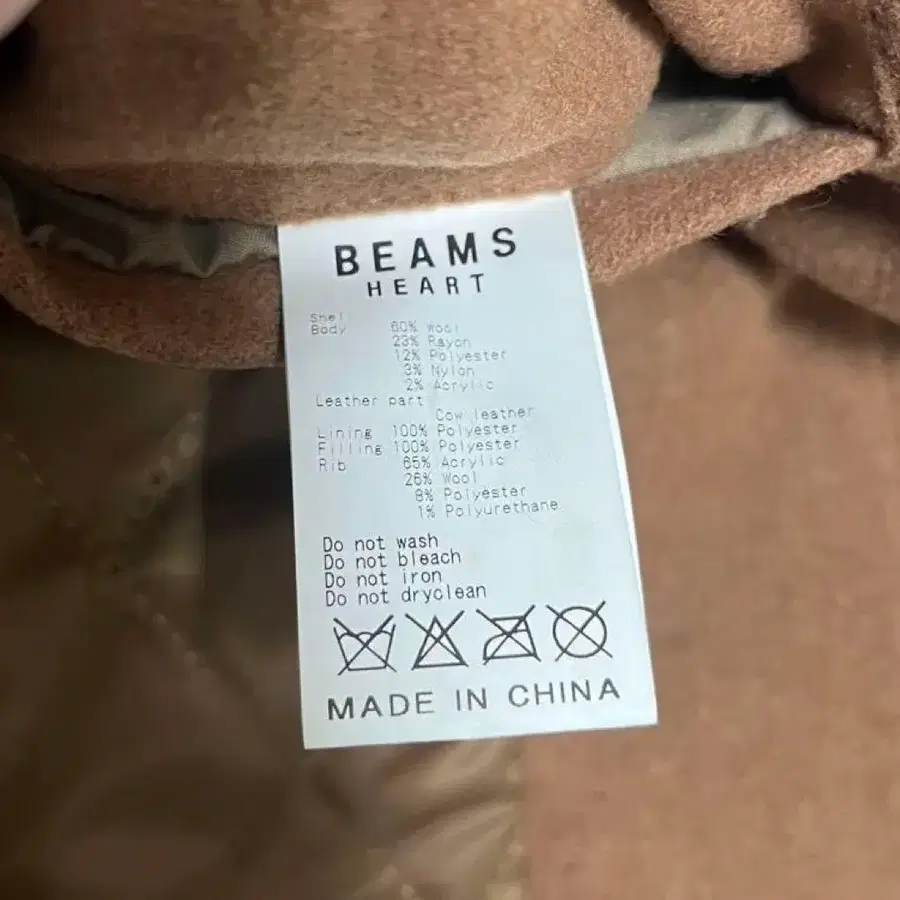 BEAMS
HEART
Shel
Body 60% Wool
23% Rayon
12% Polyester
3% Nylon
2% Acrylic
Leather part
Cow leather
Lining 100% Polyester
Filling 100% Polyester
Rib 65% Acrylic
26% Wool
8% Polyester
1% Polyurethane
Do not wash
Do not bleach
Do not iron
Do not dryclean
MADE IN CHINA